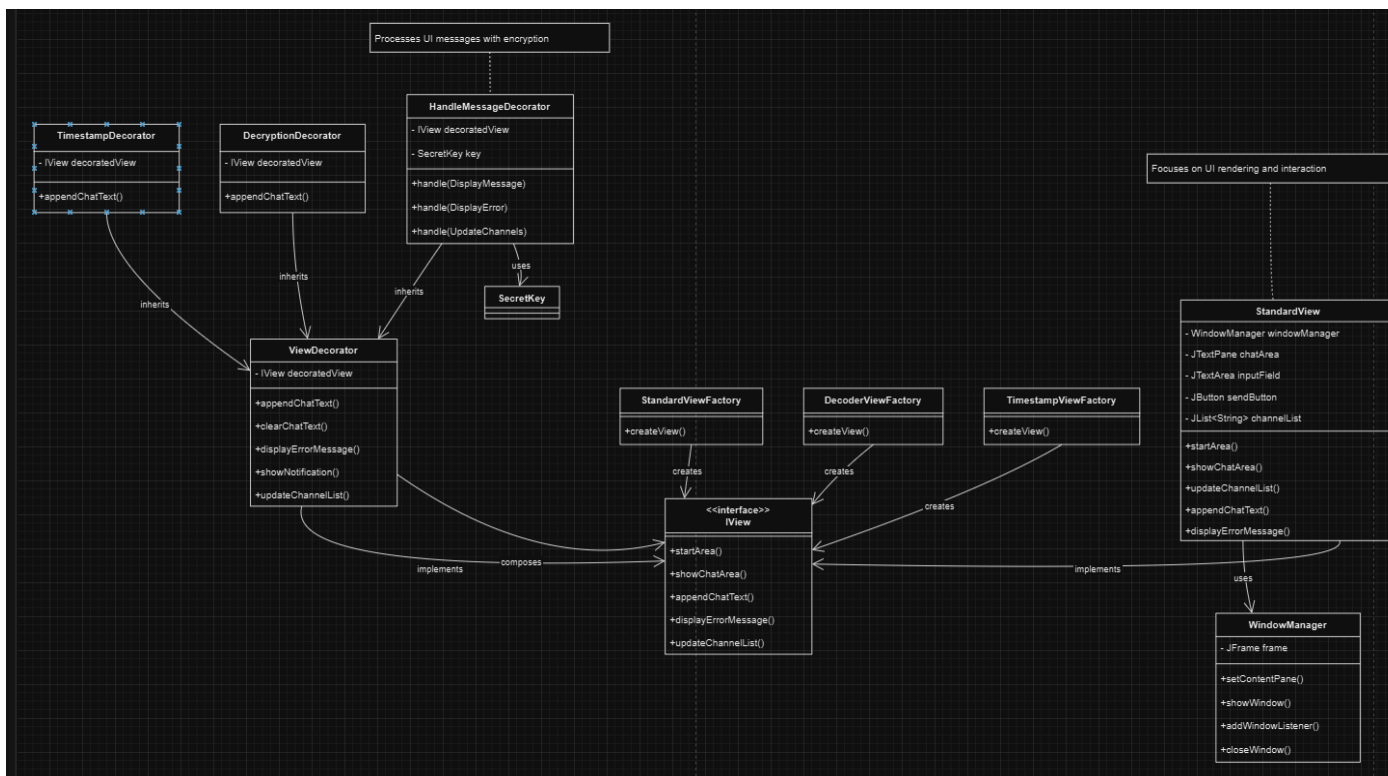 Processes UI messages with encryption
HandleMessageDecorator
- IView decoratedView
- SecretKey key
+handle(DisplayMessage)
+handle(DisplayError)
+handle(UpdateChannels)
TimestampDecorator
- IView decoratedView
+appendChatText()
DecryptionDecorator
- IView decoratedView
+appendChatText()
Focuses on UI rendering and interaction
uses
inherits
inherits
inherits
SecretKey
StandardView
- WindowManager windowManager
- JTextPane chatArea
- JTextArea inputField
- JButton sendButton
- JList<String> channelList
+startArea()
+showChatArea()
+updateChannelList()
+appendChatText()
+displayErrorMessage()
ViewDecorator
- IView decoratedView
+appendChatText()
+clearChatText()
+displayErrorMessage()
+showNotification()
+updateChannelList()
StandardViewFactory
+createView()
DecoderViewFactory
+createView()
TimestampViewFactory
+createView()
creates
creates
creates
<<interface>>
IView
+startArea()
+showChatArea()
+appendChatText()
+displayErrorMessage()
+updateChannelList()
implements
composes
implements
uses
WindowManager
- JFrame frame
+setContentPane()
+showWindow()
+addWindowListener()
+closeWindow()